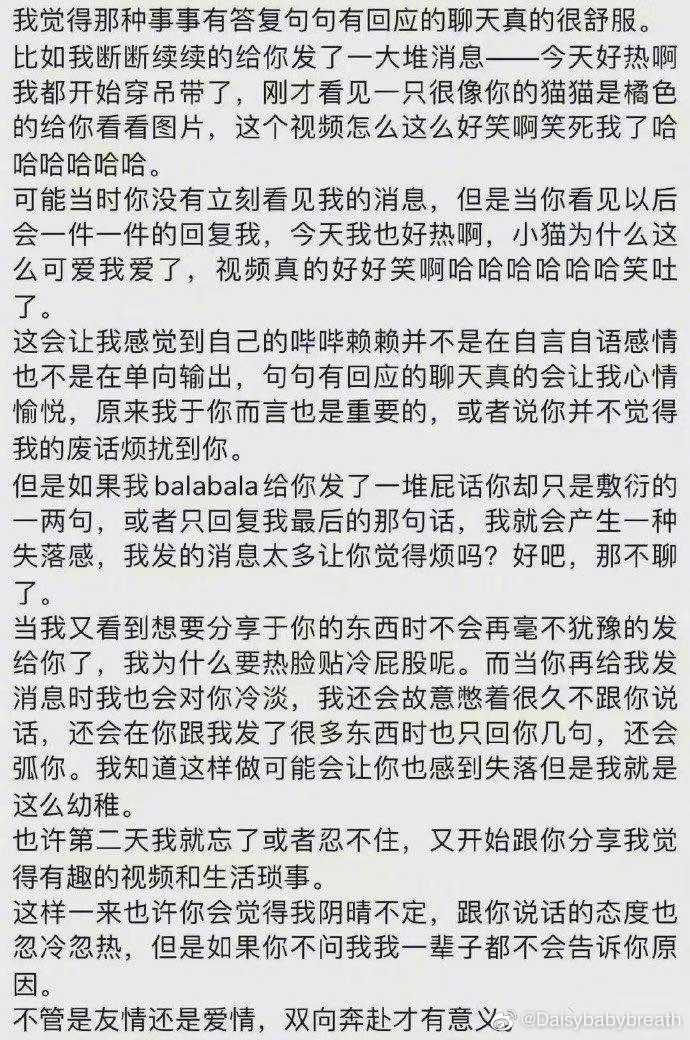 我觉得那种事事有答复句句有回应的聊天真的很舒服。
比如我断断续续的给你发了一大堆消息——今天好热啊
我都开始穿吊带了，刚才看见一只很像你的猫猫是橘色
的给你看看图片，这个视频怎么这么好笑啊笑死我了哈
哈哈哈哈哈。
可能当时你没有立刻看见我的消息，但是当你看见以后
会一件一件的回复我，今天我也好热啊，小猫为什么这
么可爱我爱了，视频真的好好笑啊哈哈哈哈哈哈笑吐
了。
这会让我感觉到自己的哔哔赖赖并不是在自言自语感情
也不是在单向输出，句句有回应的聊天真的会让我心情
愉悦，原来我于你而言也是重要的，或者说你并不觉得
我的废话烦扰到你。
但是如果我balabala给你发了一堆屁话你却只是敷衍的
一两句，或者只回复我最后的那句话，我就会产生一种
失落感，我发的消息太多让你觉得烦吗？好吧，那不聊
了。
当我又看到想要分享于你的东西时不会再毫不犹豫的发
给你了，我为什么要热脸贴冷屁股呢。而当你再给我发
消息时我也会对你冷淡，我还会故意憋着很久不跟你说
话，还会在你跟我发了很多东西时也只回你几句，还会
弧你。我知道这样做可能会让你也感到失落但是我就是
这么幼稚。
也许第二天我就忘了或者忍不住，又开始跟你分享我觉
得有趣的视频和生活琐事。
这样一来也许你会觉得我阴晴不定，跟你说话的态度也
忽冷忽热，但是如果你不问我我一辈子都不会告诉你原
因。
不管是友情还是爱情，双向奔赴才有意义。
@Daisybabybreath